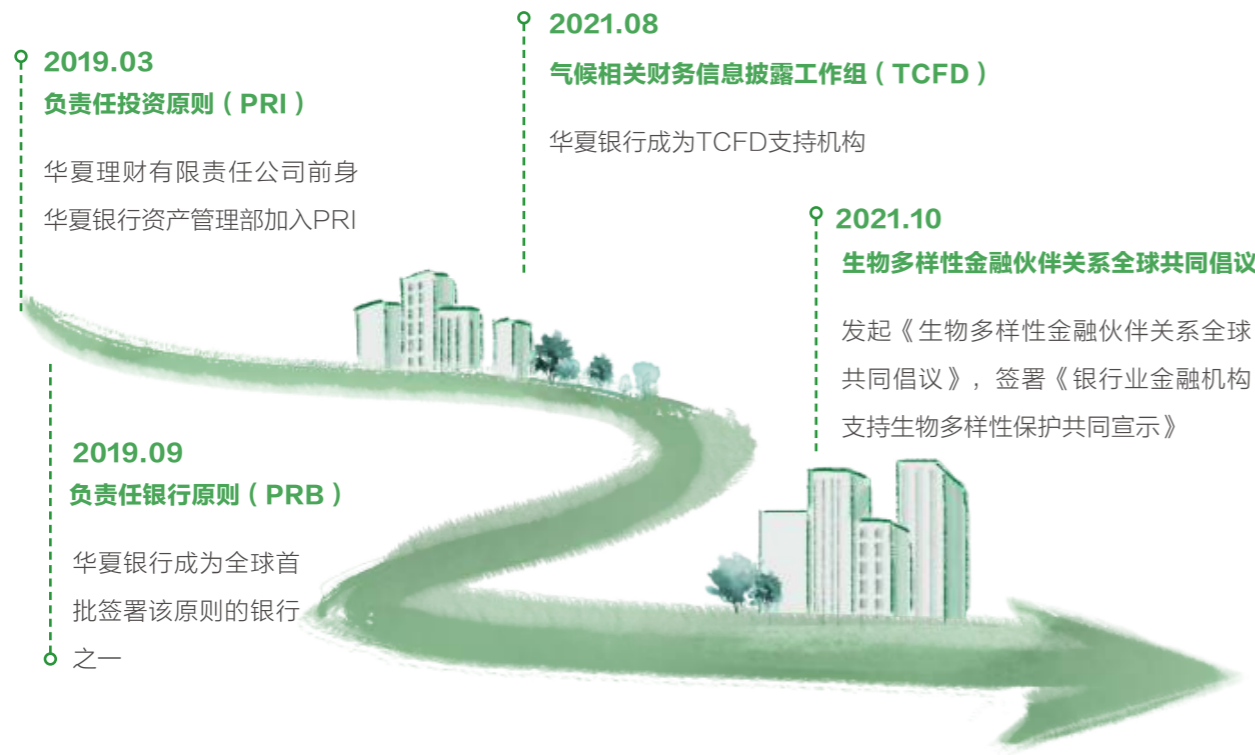 2019.03
负责任投资原则（PRI）
华夏理财有限责任公司前身
华夏银行资产管理部加入PRI
2019.09
负责任银行原则（PRB）
华夏银行成为全球首
批签署该原则的银行
之一
2021.08
气候相关财务信息披露工作组（TCFD）
华夏银行成为TCFD支持机构
2021.10
生物多样性金融伙伴关系全球共同倡议
发起《生物多样性金融伙伴关系全球
共同倡议》，签署《银行业金融机构
支持生物多样性保护共同宣示》